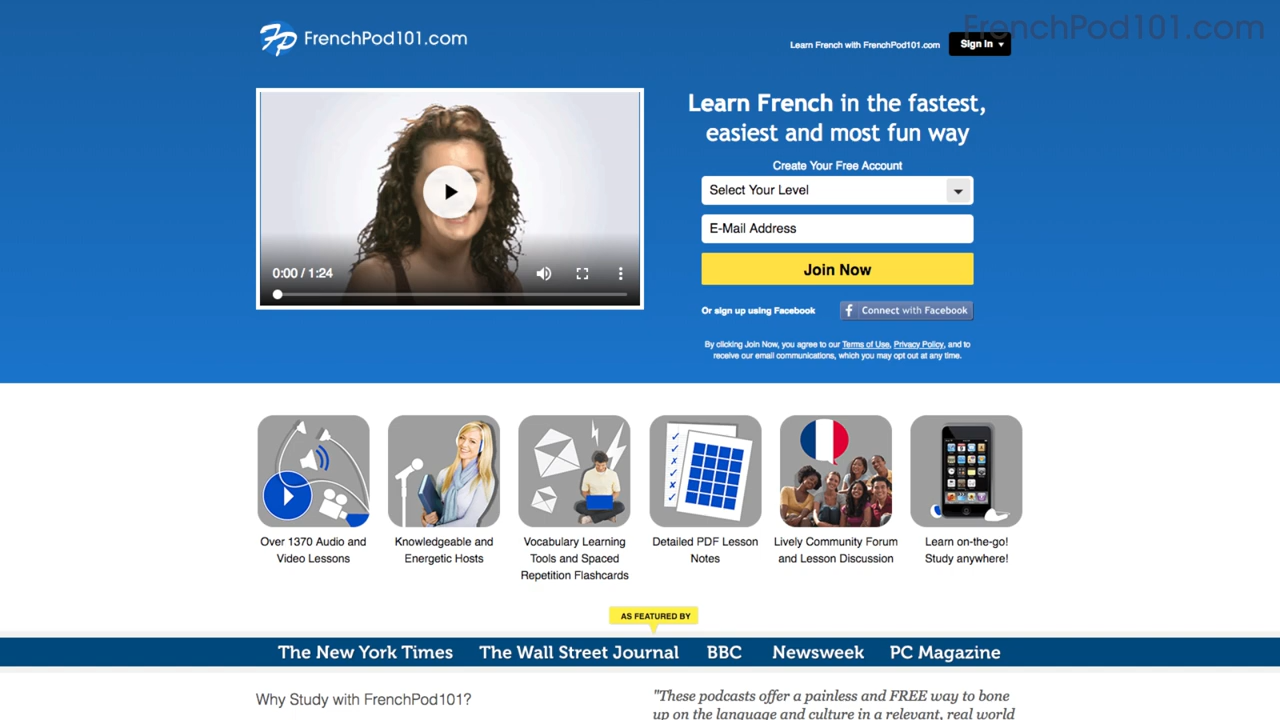 FrenchPod101.com
FrenchPod101.com
Learn French with FrenchPod101.com
Sign In
Learn French in the fastest,
easiest and most fun way
Create Your Free Account
Select Your Level
E-Mail Address
Join Now
Or sign up using Facebook
Connect with Facebook
By clicking Join Now, you agree to our Terms of Use, Privacy Policy, and to
receive our email communications, which you may opt out at any time.
0:00 / 1:24
Over 1370 Audio and
Video Lessons
Knowledgeable and
Energetic Hosts
Vocabulary Learning
Tools and Spaced
Repetition Flashcards
Detailed PDF Lesson
Notes
Lively Community Forum
and Lesson Discussion
Learn on-the-go!
Study anywhere!
AS FEATURED BY
The New York Times The Wall Street Journal BBC Newsweek PC Magazine
Why Study with FrenchPod101?
"These podcasts offer a painless and FREE way to bone
up on the language and culture in a relevant, real world